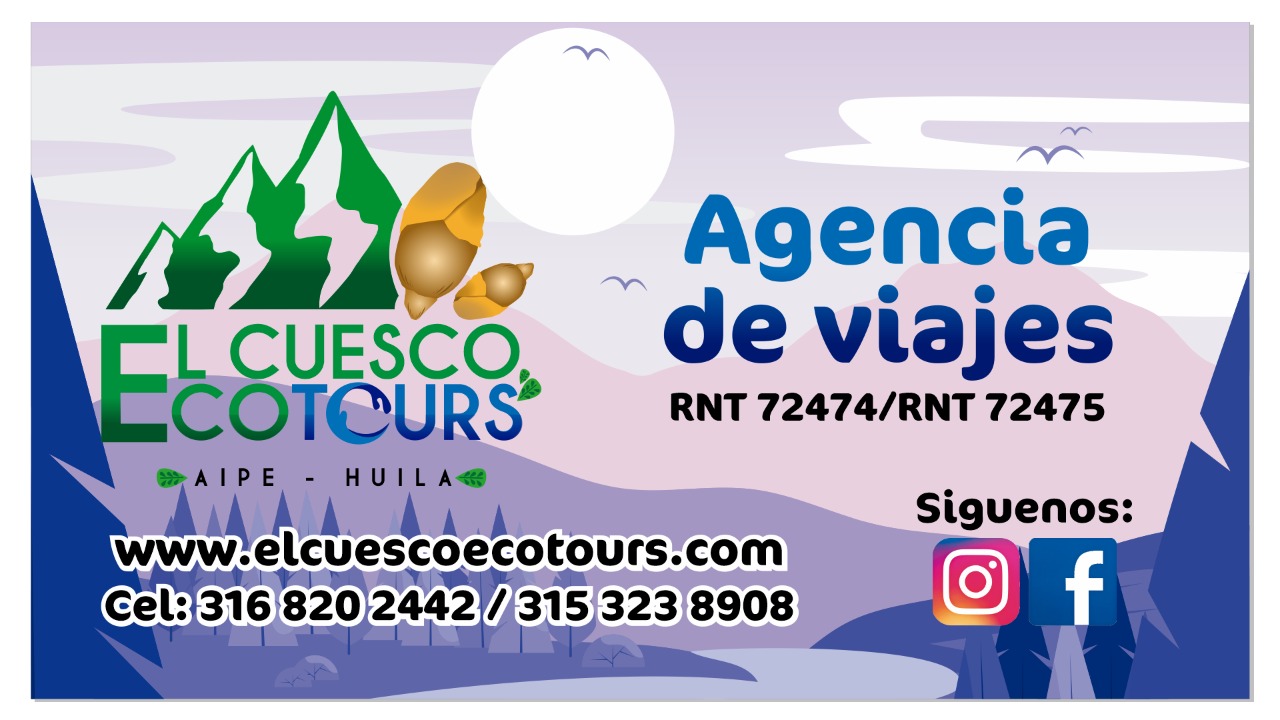 EL CUESCO
ECOTOURS
AIPE - HUILA
Agencia
de viajes
RNT 72474/RNT 72475
Siguenos:
www.elcuescoecotours.com
Cel: 316 820 2442 / 315 323 8908